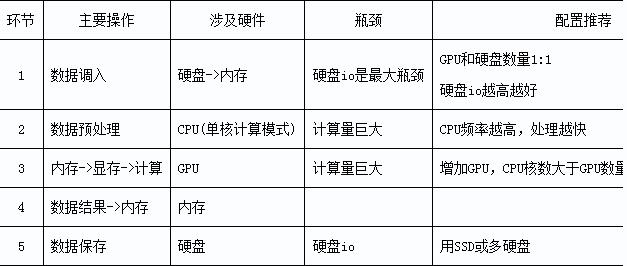 环节 主要操作 涉及硬件 瓶颈 配置推荐
1 数据调入 硬盘->内存 硬盘io是最大瓶颈 GPU和硬盘数量1:1
硬盘io越高越好
2 数据预处理 CPU(单核计算模式) 计算量巨大 CPU频率越高，处理越快
3 内存->显存->计算 GPU 计算量巨大 增加GPU，CPU核数大于GPU数量
4 数据结果->内存 内存
5 数据保存 硬盘 硬盘io 用SSD或多硬盘